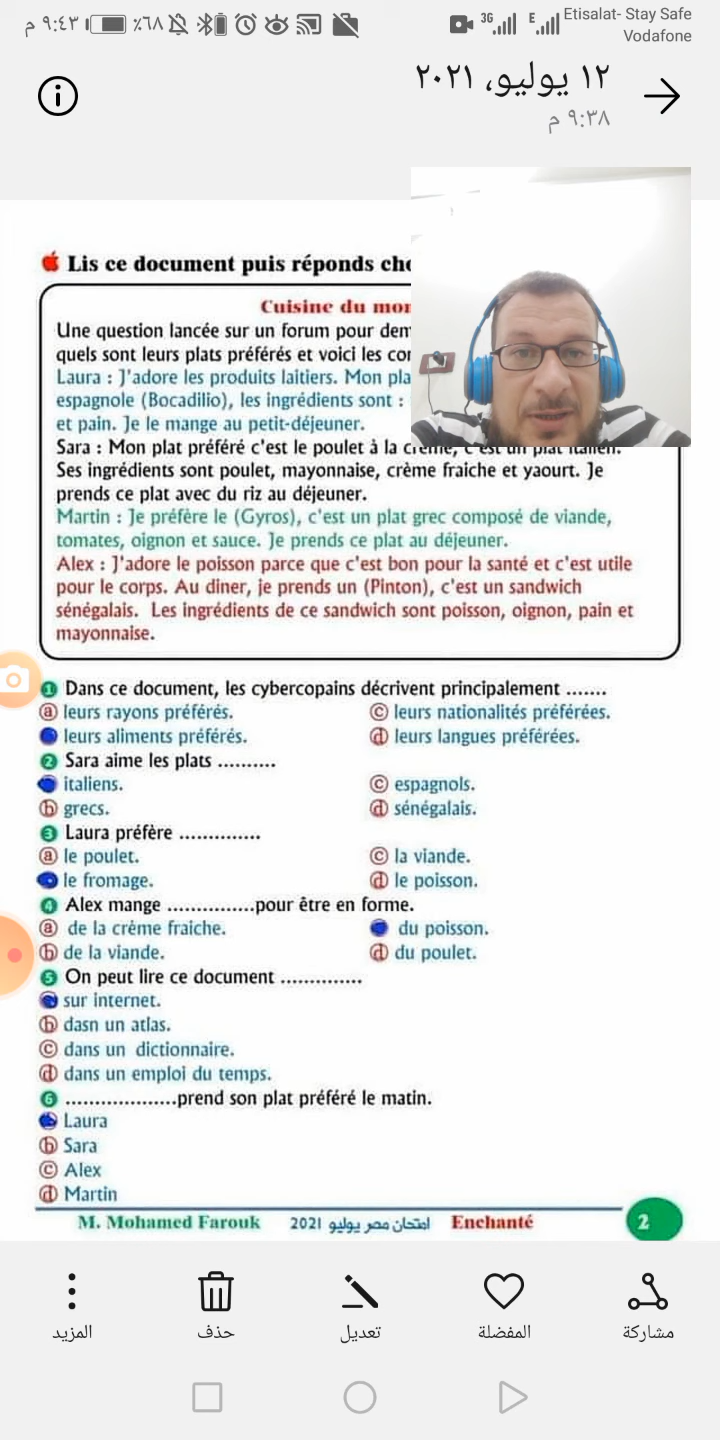 ٩:٤٣ م
٪٦٨
3G
E
Etisalat- Stay Safe
Vodafone
١٢ يوليو، ٢٠٢١
٩:٣٨ م
Lis ce document puis réponds
Cuisine du
Une question lancée sur un forum pour
quels sont leurs plats préférés et voici les
Laura : J'adore les produits laitiers. Mon
espagnole (Bocadilio), les ingrédients sont :
et pain. Je le mange au petit-déjeuner.
Sara : Mon plat préféré c'est le poulet à la crème, c'est un plat italien.
Ses ingrédients sont poulet, mayonnaise, crème fraiche et yaourt. Je
prends ce plat avec du riz au déjeuner.
Martin : Je préfère le (Gyros), c'est un plat grec composé de viande,
tomates, oignon et sauce. Je prends ce plat au déjeuner.
Alex : J'adore le poisson parce que c'est bon pour la santé et c'est utile
pour le corps. Au diner, je prends un (Pinton), c'est un sandwich
sénégalais. Les ingrédients de ce sandwich sont poisson, oignon, pain et
mayonnaise.
1 Dans ce document, les cybercopains décrivent principalement .......
a leurs rayons préférés.
c leurs nationalités préférées.
leurs aliments préférés.
d leurs langues préférées.
2 Sara aime les plats ..........
italiens.
c espagnols.
b grecs.
d sénégalais.
3 Laura préfère ..............
a le poulet.
c la viande.
le fromage.
d le poisson.
4 Alex mange ...............pour être en forme.
a de la crème fraiche.
du poisson.
b de la viande.
d du poulet.
5 On peut lire ce document ..............
sur internet.
b dasn un atlas.
c dans un dictionnaire.
d dans un emploi du temps.
6 ....................prend son plat préféré le matin.
Laura
b Sara
c Alex
d Martin
M. Mohamed Farouk امتحان مصر يوليو 2021 Enchanté 2
المزيد
حذف
تعديل
المفضلة
مشاركة